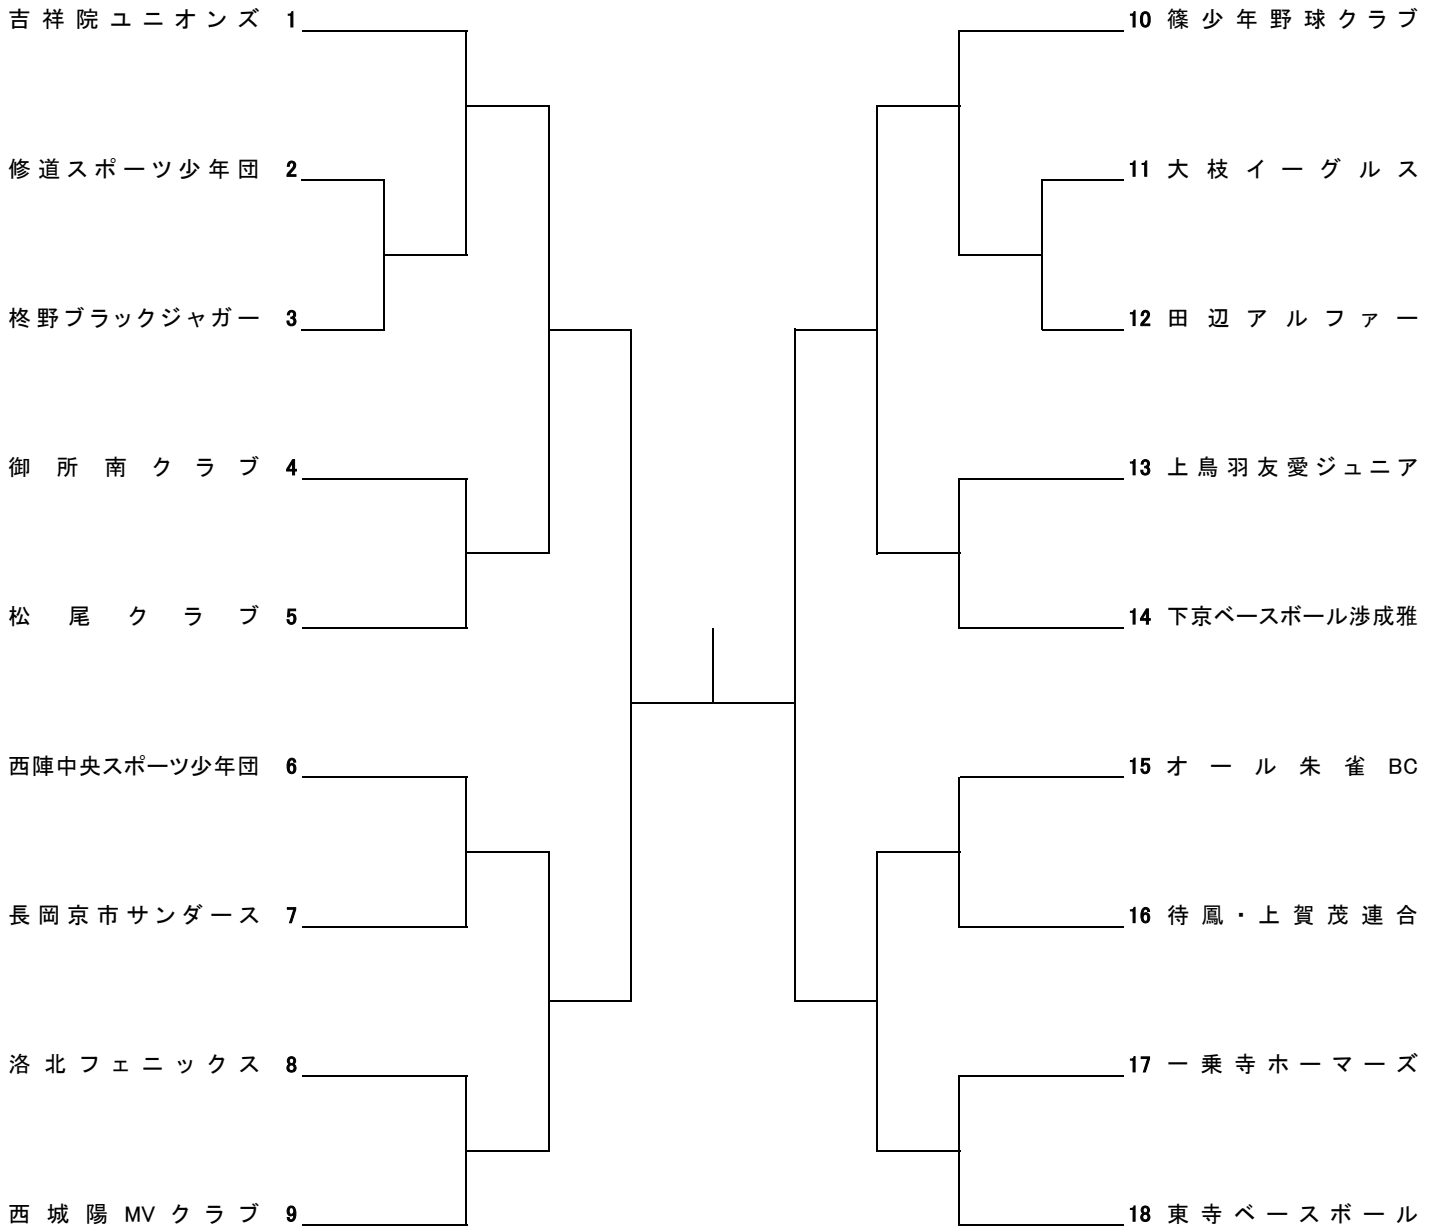 吉祥院ユニオンズ 1
修道スポーツ少年団 2
柊野ブラックジャガー 3
御所南クラブ 4
松尾クラブ 5
西陣中央スポーツ少年団 6
長岡京市サンダース 7
洛北フェニックス 8
西城陽MVクラブ 9
10 篠少年野球クラブ
11 大枝イーグルス
12 田辺アルファー
13 上鳥羽友愛ジュニア
14 下京ベースボール渉成雅
15 オール朱雀BC
16 待鳳・上賀茂連合
17 一乗寺ホーマーズ
18 東寺ベースボール